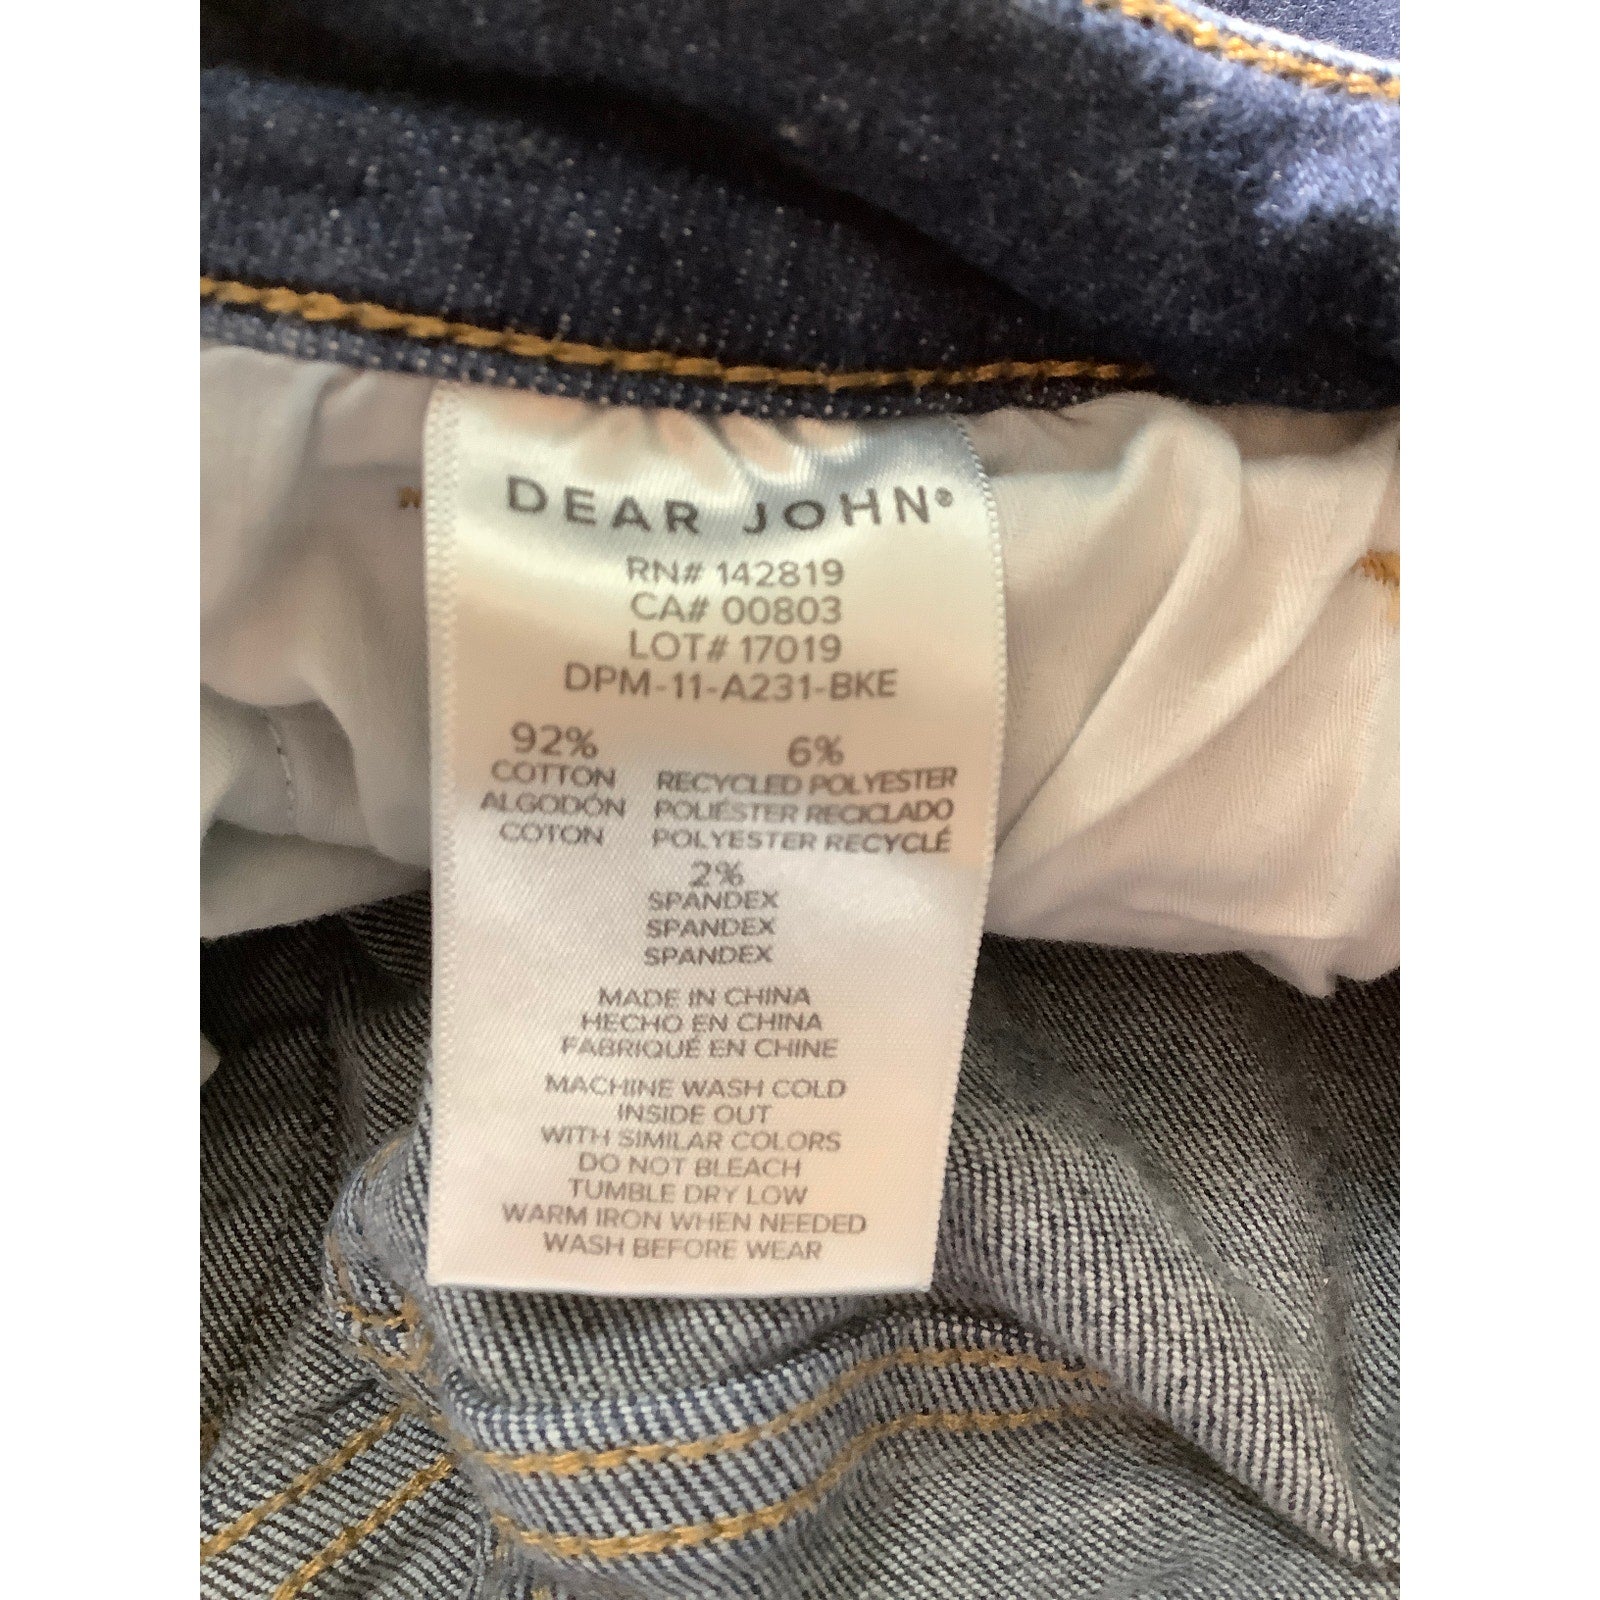 DEAR JOHN®
RN# 142819
CA# 00803
LOT# 17019
DPM-11-A231-BKE
92% 6%
COTTON RECYCLED POLYESTER
ALGODÓN POLIÉSTER RECICLADO
COTON POLYESTER RECYCLÉ
2%
SPANDEX
SPANDEX
SPANDEX
MADE IN CHINA
HECHO EN CHINA
FABRIQUÉ EN CHINE
MACHINE WASH COLD
INSIDE OUT
WITH SIMILAR COLORS
DO NOT BLEACH
TUMBLE DRY LOW
WARM IRON WHEN NEEDED
WASH BEFORE WEAR